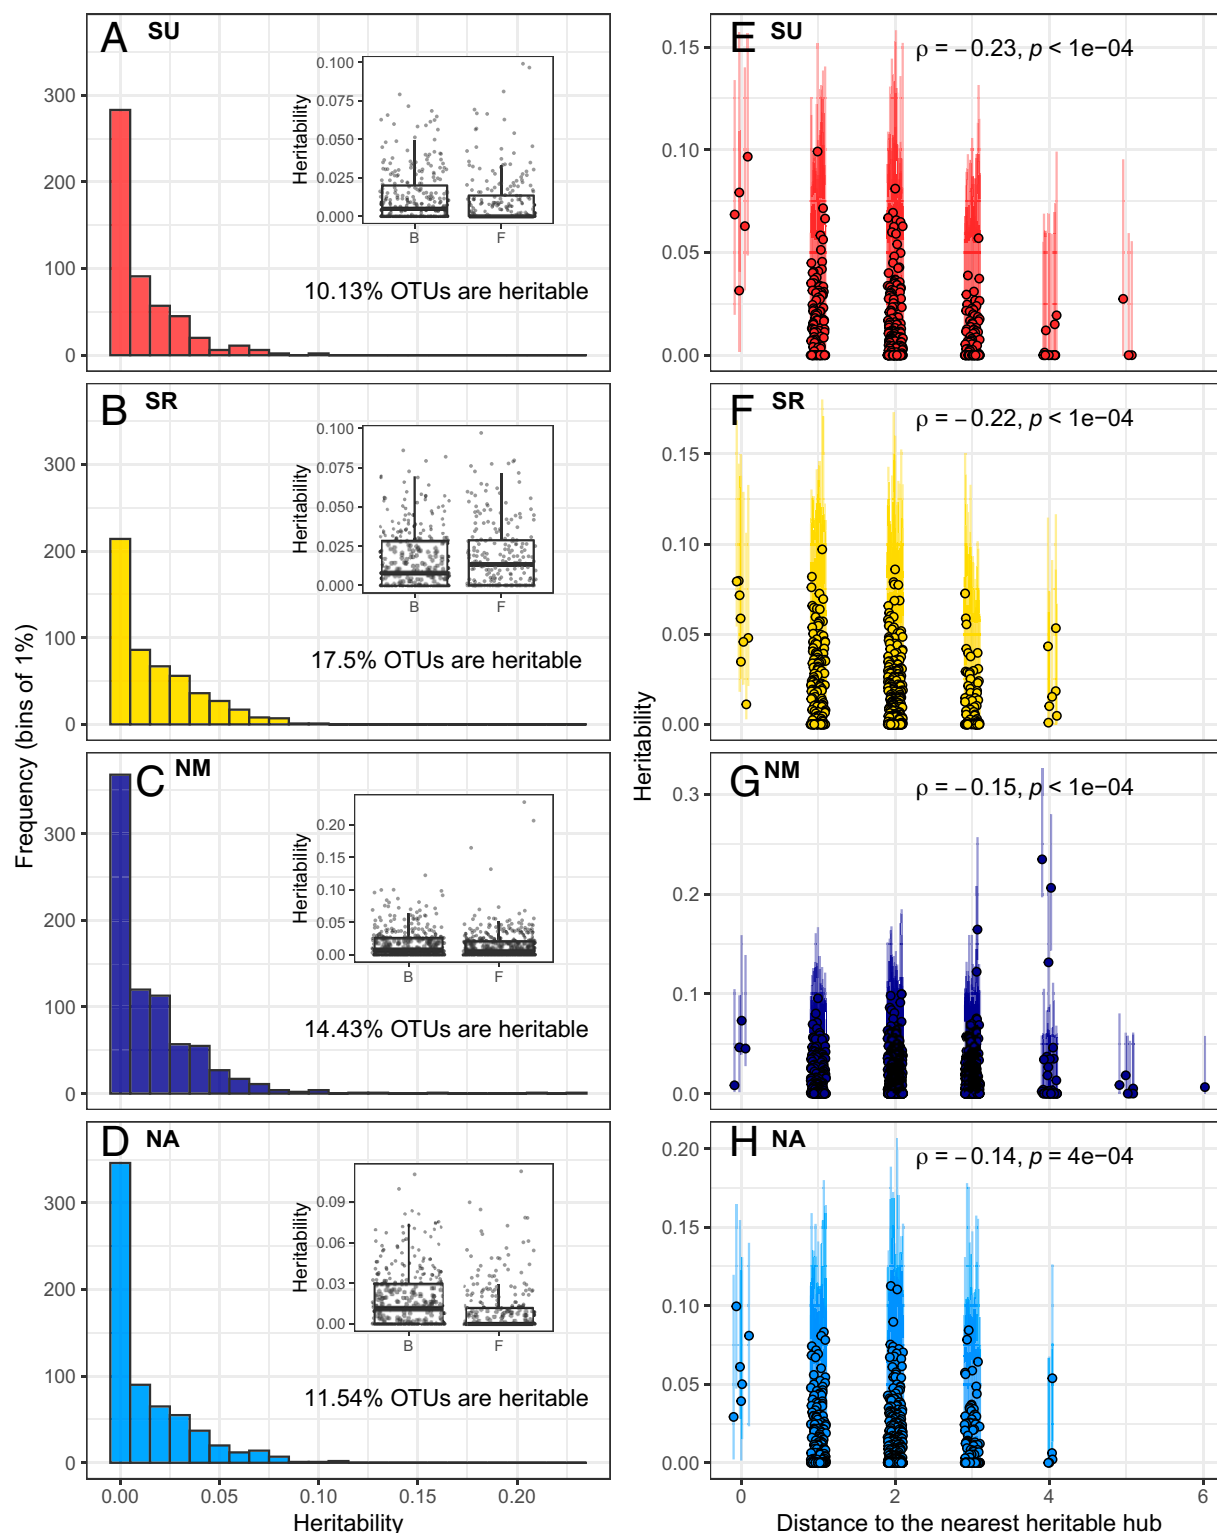 A SU
300
200
100
0
Heritability
0.100
0.075
0.050
0.025
0.000
B F
10.13% OTUs are heritable
B SR
300
200
100
0
Heritability
0.100
0.075
0.050
0.025
0.000
B F
17.5% OTUs are heritable
C NM
300
200
100
0
Heritability
0.20
0.15
0.10
0.05
0.00
B F
14.43% OTUs are heritable
D NA
300
200
100
0
Heritability
0.09
0.06
0.03
0.00
B F
11.54% OTUs are heritable
0.00 0.05 0.10 0.15 0.20
Heritability
Frequency (bins of 1%)
E SU
ρ = −0.23, p < 1e−04
0.15
0.10
0.05
0.00
F SR
ρ = −0.22, p < 1e−04
0.15
0.10
0.05
0.00
G NM
ρ = −0.15, p < 1e−04
0.3
0.2
0.1
0.0
H NA
ρ = −0.14, p = 4e−04
0.20
0.15
0.10
0.05
0.00
0 2 4 6
Distance to the nearest heritable hub
Heritability